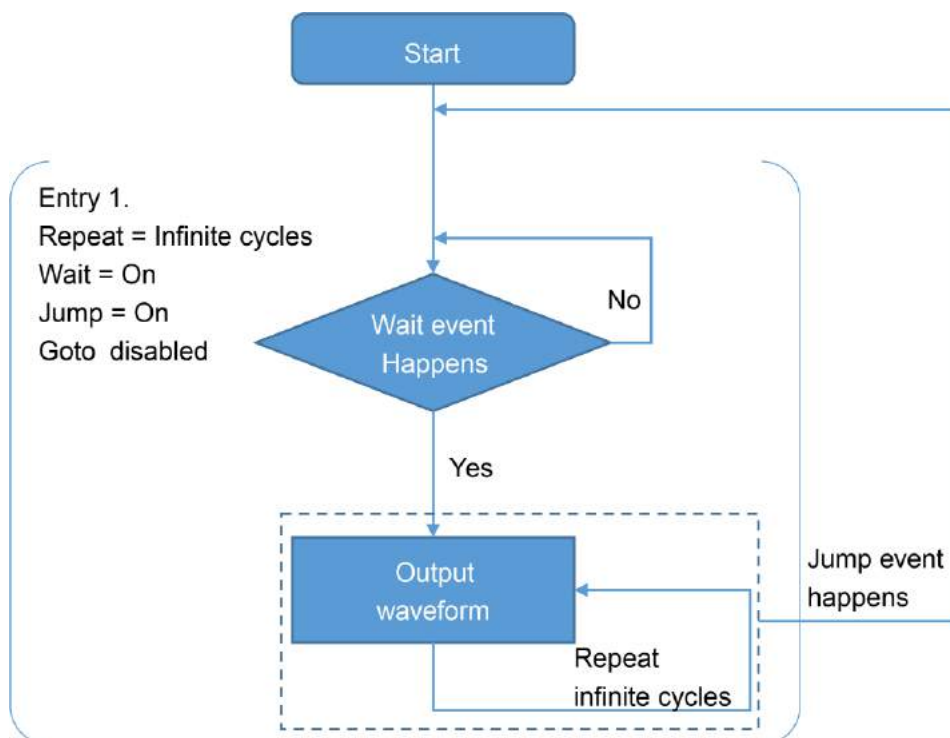 Start
Entry 1.
Repeat = Infinite cycles
Wait = On
Jump = On
Goto disabled
Wait event
Happens
No
Yes
Output
waveform
Repeat
infinite cycles
Jump event
happens